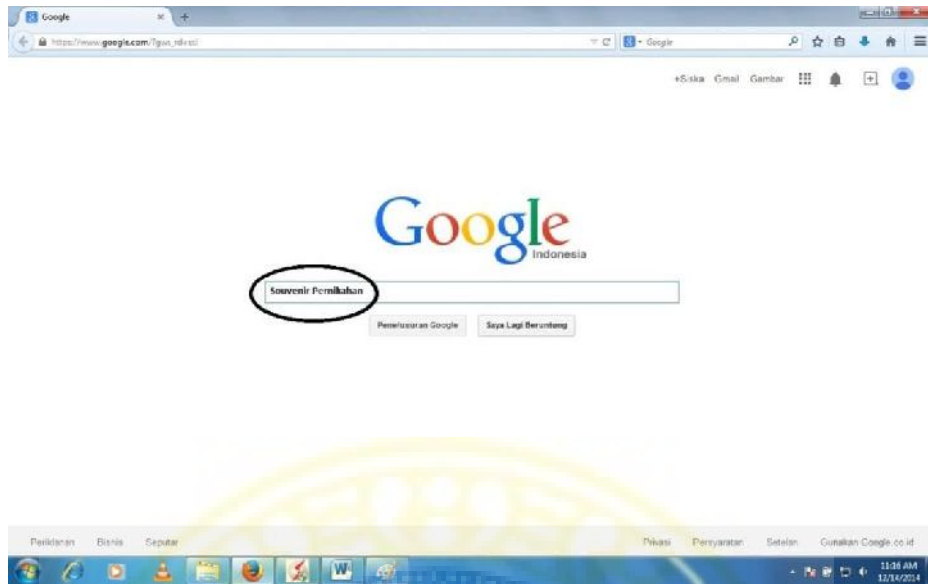 Google
https://www.google.com/?gws_rd=ssl
Google
+Siska Gmail Gambar
Google
Indonesia
Souvenir Pernikahan
Penelusuran Google Saya Lagi Beruntung
Periklanan Bisnis Seputar Privasi Persyaratan Setelan Gunakan Google.co.id
11:16 AM
12/14/2014